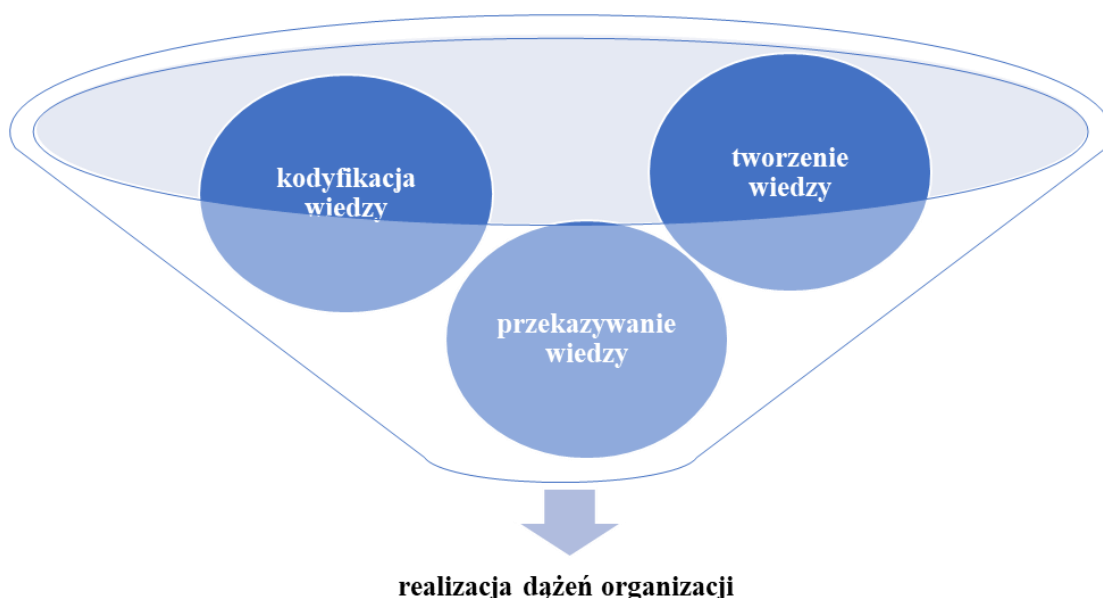 kodyfikacja
wiedzy
tworzenie
wiedzy
przekazywanie
wiedzy
realizacja dążeń organizacji